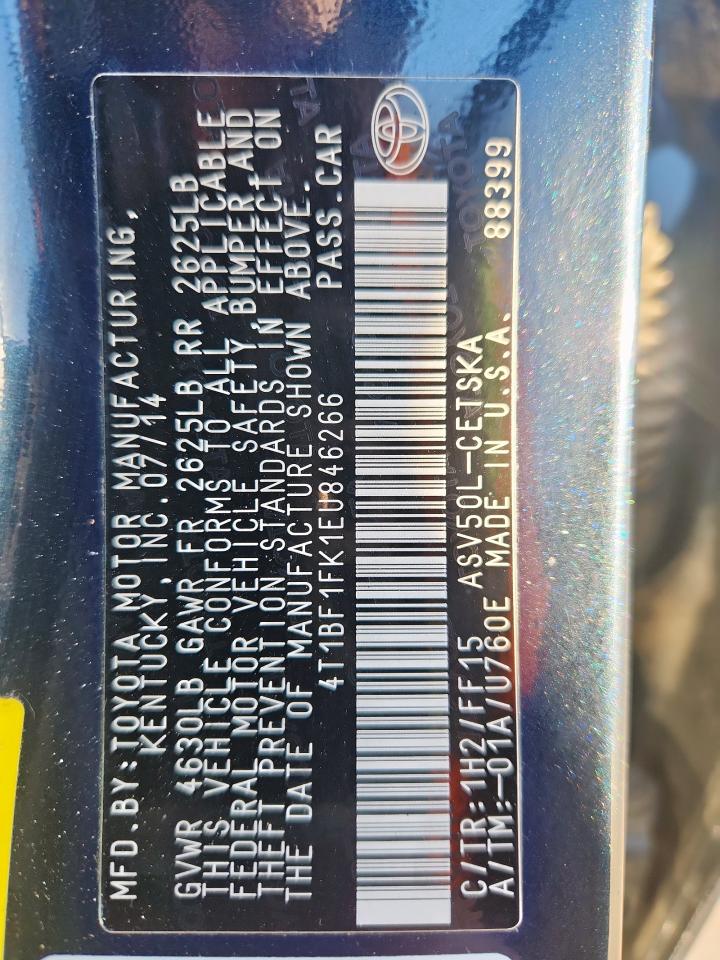 MFD.BY:TOYOTA MOTOR MANUFACTURING,
KENTUCKY,INC.07/14
GVWR 4630LB GAWR FR 2625LB RR 2625LB
THIS VEHICLE CONFORMS TO ALL APPLICABLE
FEDERAL MOTOR VEHICLE SAFETY,BUMPER AND
THEFT PREVENTION STANDARDS IN EFFECT ON
THE DATE OF MANUFACTURE SHOWN ABOVE.
4T1BF1FK1EU846266 PASS.CAR
C/TR:1H2/FF15 ASV50L-CETSKA
A/TM:-01A/U760E MADE IN U.S.A. 88399
TOYOTA